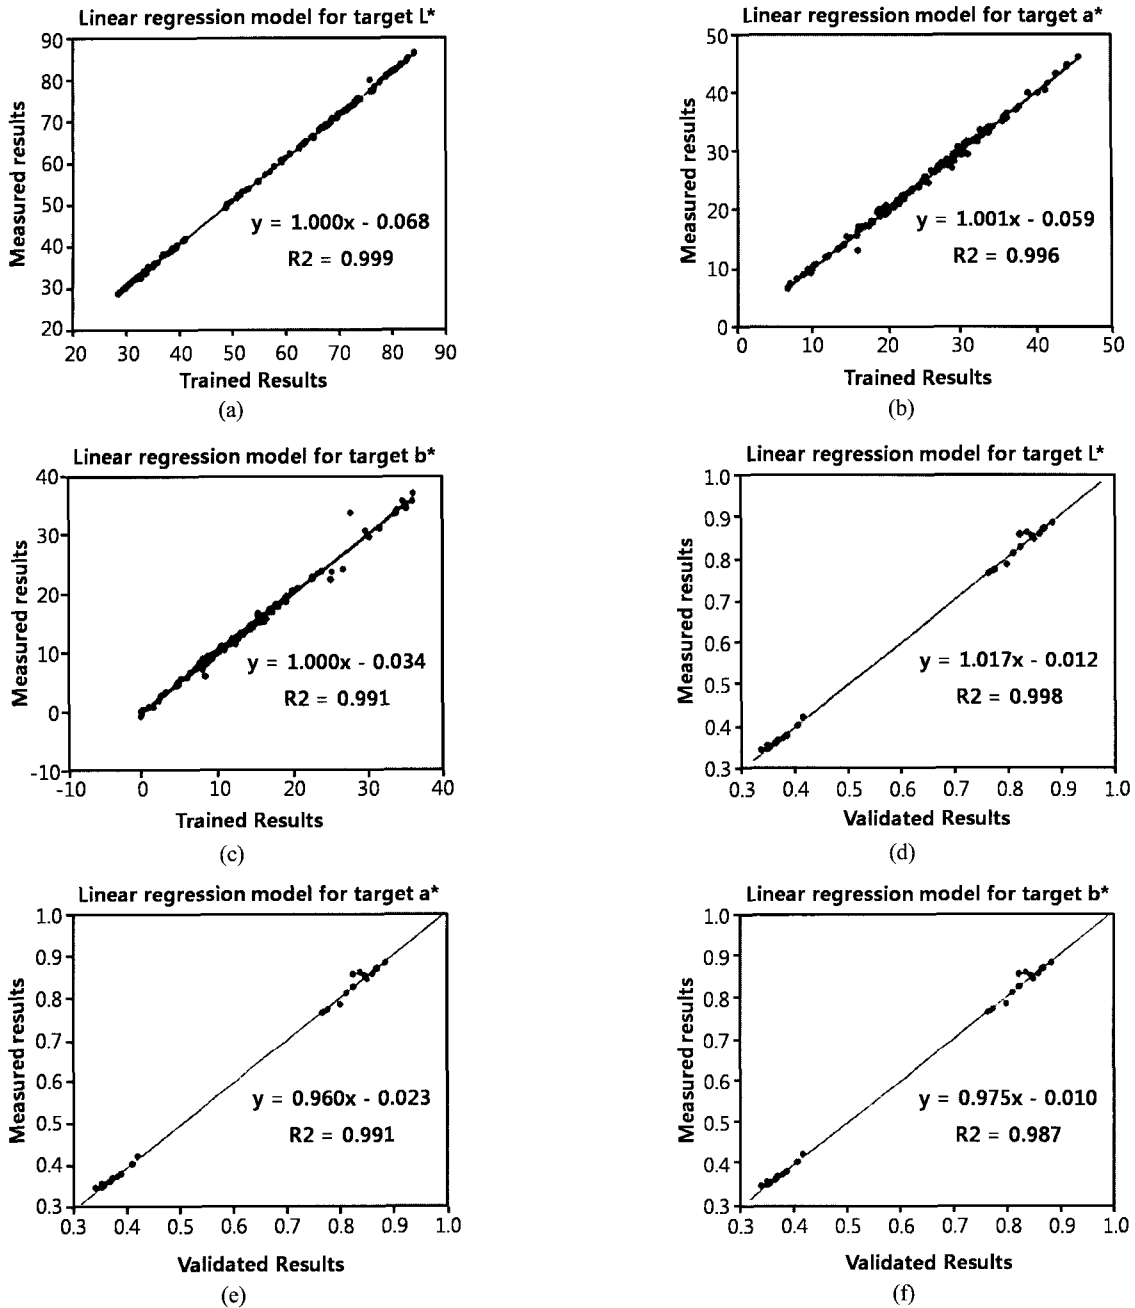 Linear regression model for target L*
Measured results
90
80
70
60
50
40
30
20
y = 1.000x - 0.068
R2 = 0.999
20 30 40 50 60 70 80 90
Trained Results
(a)
Linear regression model for target a*
Measured results
50
40
30
20
10
0
y = 1.001x - 0.059
R2 = 0.996
0 10 20 30 40 50
Trained Results
(b)
Linear regression model for target b*
Measured results
40
30
20
10
0
-10
y = 1.000x - 0.034
R2 = 0.991
-10 0 10 20 30 40
Trained Results
(c)
Linear regression model for target L*
Measured results
1.0
0.9
0.8
0.7
0.6
0.5
0.4
0.3
y = 1.017x - 0.012
R2 = 0.998
0.3 0.4 0.5 0.6 0.7 0.8 0.9 1.0
Validated Results
(d)
Linear regression model for target a*
Measured results
1.0
0.9
0.8
0.7
0.6
0.5
0.4
0.3
y = 0.960x - 0.023
R2 = 0.991
0.3 0.4 0.5 0.6 0.7 0.8 0.9 1.0
Validated Results
(e)
Linear regression model for target b*
Measured results
1.0
0.9
0.8
0.7
0.6
0.5
0.4
0.3
y = 0.975x - 0.010
R2 = 0.987
0.3 0.4 0.5 0.6 0.7 0.8 0.9 1.0
Validated Results
(f)